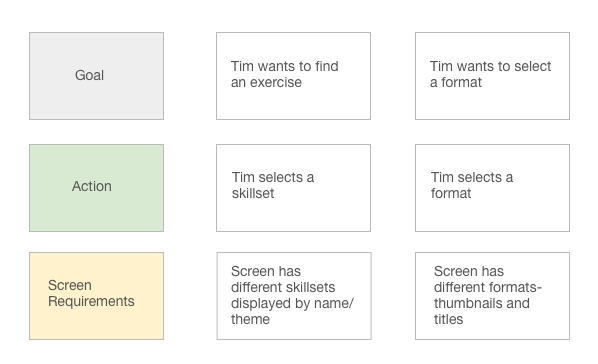 Goal
Tim wants to find
an exercise
Tim wants to select
a format
Action
Tim selects a
skillset
Tim selects a
format
Screen
Requirements
Screen has
different skillsets
displayed by name/
theme
Screen has
different formats-
thumbnails and
titles